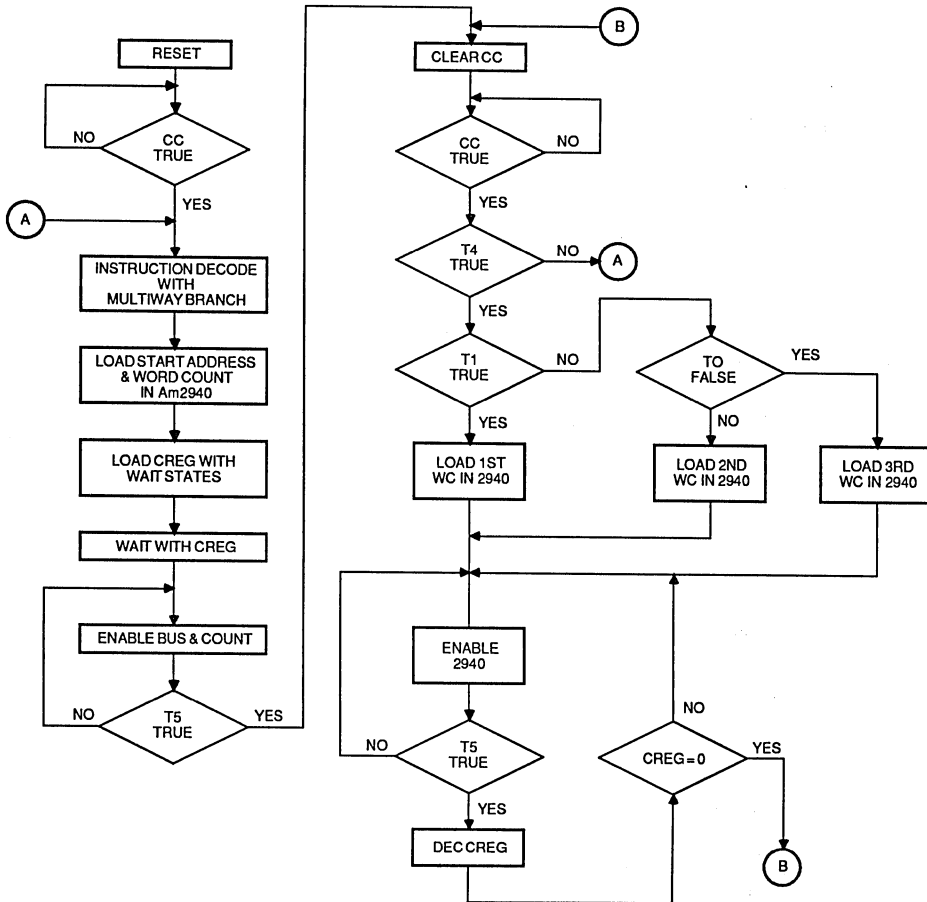 RESET
NO
CC
TRUE
YES
A
INSTRUCTION DECODE
WITH
MULTIWAY BRANCH
LOAD START ADDRESS
& WORD COUNT
IN Am2940
LOAD CREG WITH
WAIT STATES
WAIT WITH CREG
ENABLE BUS & COUNT
NO
T5
TRUE
YES
B
CLEAR CC
CC
TRUE
NO
YES
T4
TRUE
NO
A
YES
T1
TRUE
NO
YES
TO
FALSE
YES
NO
LOAD 1ST
WC IN 2940
LOAD 2ND
WC IN 2940
LOAD 3RD
WC IN 2940
ENABLE
2940
NO
T5
TRUE
YES
DEC CREG
NO
CREG = 0
YES
B